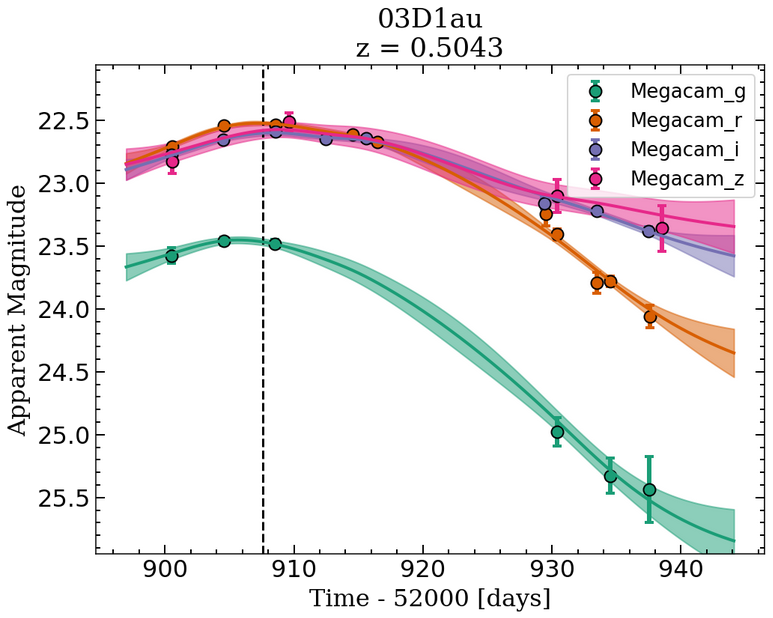 03D1au
z = 0.5043
Megacam_g
Megacam_r
Megacam_i
Megacam_z
Apparent Magnitude
22.5
23.0
23.5
24.0
24.5
25.0
25.5
900 910 920 930 940
Time - 52000 [days]